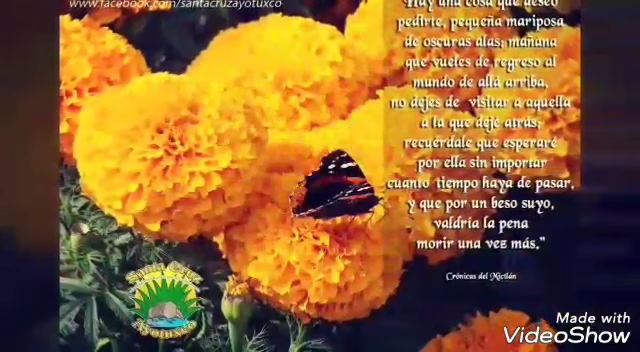 www.facebook.com/santacruzayotuxco
"Hay una cosa que deseo
pedirte, pequeña mariposa
de oscuras alas; mañana
que vueles de regreso al
mundo de allá arriba,
no dejes de visitar a aquella
a la que dejé atrás;
recuérdale que esperaré
por ella sin importar
cuanto tiempo haya de pasar,
y que por un beso suyo,
valdría la pena
morir una vez más."
Crónicas del Mictlán
Santa Cruz
Ayotuxco
Made with
VideoShow